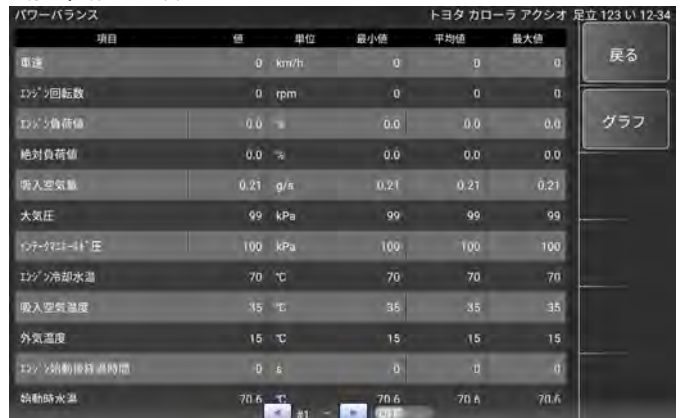 パワーバランス トヨタ カローラ アクシオ 足立 123 い 12-34
項目 値 単位 最小値 平均値 最大値
車速 0 km/h 0 0 0
エンジン回転数 0 rpm 0 0 0
エンジン負荷値 0.0 % 0.0 0.0 0.0
絶対負荷値 0.0 % 0.0 0.0 0.0
吸入空気量 0.21 g/s 0.21 0.21 0.21
大気圧 99 kPa 99 99 99
インテークマニホールド圧 100 kPa 100 100 100
エンジン冷却水温 70 ℃ 70 70 70
吸入空気温度 35 ℃ 35 35 35
外気温度 15 ℃ 15 15 15
エンジン始動後経過時間 0 s 0 0 0
始動時水温 70.6 ℃ 70.6 70.6 70.6
#1 -
戻る
グラフ